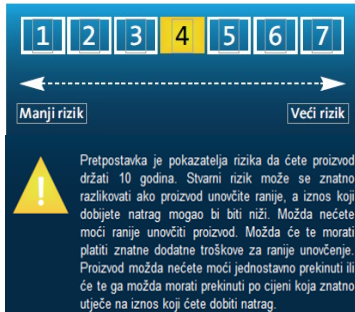 1 2 3 4 5 6 7
Manji rizik Veći rizik
Pretpostavka je pokazatelja rizika da ćete proizvod
držati 10 godina. Stvarni rizik može se znatno
razlikovati ako proizvod unovčite ranije, a iznos koji
dobijete natrag mogao bi biti niži. Možda nećete
moći ranije unovčiti proizvod. Možda će te morati
platiti znatne dodatne troškove za ranije unovčenje.
Proizvod možda nećete moći jednostavno prekinuti ili
će te ga možda morati prekinuti po cijeni koja znatno
utječe na iznos koji ćete dobiti natrag.